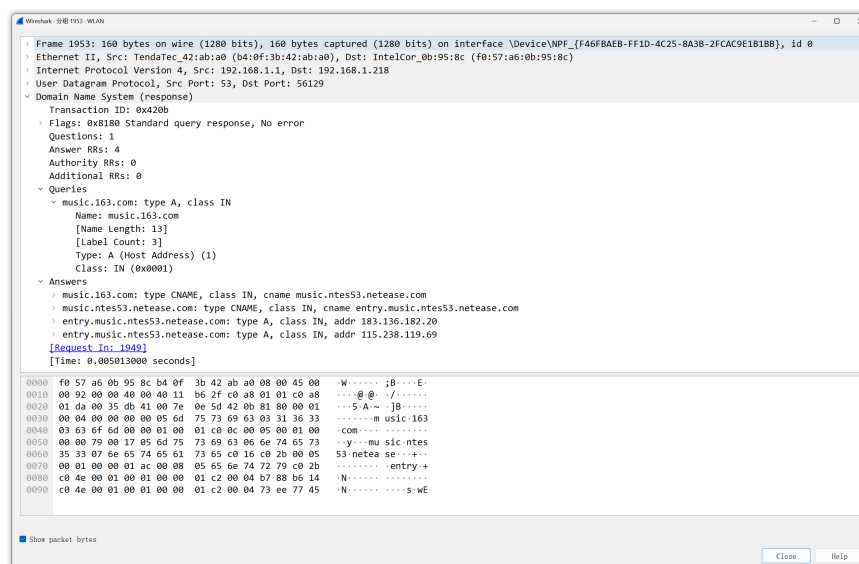 Wireshark · 分组 1953 · WLAN
Frame 1953: 160 bytes on wire (1280 bits), 160 bytes captured (1280 bits) on interface \Device\NPF_{F46FBAEB-FF1D-4C25-8A3B-2FCAC9E1B1BB}, id 0
Ethernet II, Src: TendaTec_42:ab:a0 (b4:0f:3b:42:ab:a0), Dst: IntelCor_0b:95:8c (f0:57:a6:0b:95:8c)
Internet Protocol Version 4, Src: 192.168.1.1, Dst: 192.168.1.218
User Datagram Protocol, Src Port: 53, Dst Port: 56129
Domain Name System (response)
Transaction ID: 0x420b
Flags: 0x8180 Standard query response, No error
Questions: 1
Answer RRs: 4
Authority RRs: 0
Additional RRs: 0
Queries
music.163.com: type A, class IN
Name: music.163.com
[Name Length: 13]
[Label Count: 3]
Type: A (Host Address) (1)
Class: IN (0x0001)
Answers
music.163.com: type CNAME, class IN, cname music.ntes53.netease.com
music.ntes53.netease.com: type CNAME, class IN, cname entry.music.ntes53.netease.com
entry.music.ntes53.netease.com: type A, class IN, addr 183.136.182.20
entry.music.ntes53.netease.com: type A, class IN, addr 115.238.119.69
[Request In: 1949]
[Time: 0.005013000 seconds]
0000 f0 57 a6 0b 95 8c b4 0f 3b 42 ab a0 08 00 45 00 ·W······ ;B····E·
0010 00 92 00 00 40 00 40 11 b6 2f c0 a8 01 01 c0 a8 ····@·@· ·/······
0020 01 da 00 35 db 41 00 7e 0e 5d 42 0b 81 80 00 01 ···5·A·~ ·]B·····
0030 00 04 00 00 00 00 05 6d 75 73 69 63 03 31 36 33 ·······m usic·163
0040 03 63 6f 6d 00 00 01 00 01 c0 0c 00 05 00 01 00 ·com···· ········
0050 00 00 79 00 17 05 6d 75 73 69 63 06 6e 74 65 73 ··y···mu sic·ntes
0060 35 33 07 6e 65 74 65 61 73 65 c0 16 c0 2b 00 05 53·netea se···+··
0070 00 01 00 00 01 ac 00 08 05 65 6e 74 72 79 c0 2b ········ ·entry·+
0080 c0 4e 00 01 00 01 00 00 01 c2 00 04 b7 88 b6 14 ·N······ ········
0090 c0 4e 00 01 00 01 00 00 01 c2 00 04 73 ee 77 45 ·N······ ····s·wE
Show packet bytes
Close Help